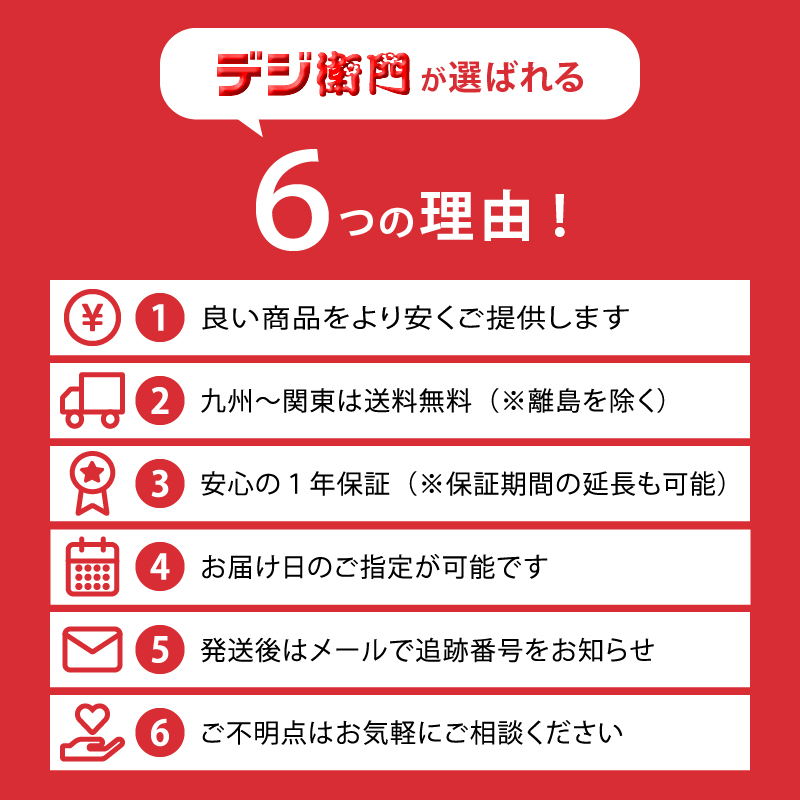 デジ衛門が選ばれる
6つの理由！
¥ 1 良い商品をより安くご提供します
2 九州～関東は送料無料（※離島を除く）
3 安心の１年保証（※保証期間の延長も可能）
4 お届け日のご指定が可能です
5 発送後はメールで追跡番号をお知らせ
6 ご不明点はお気軽にご相談ください